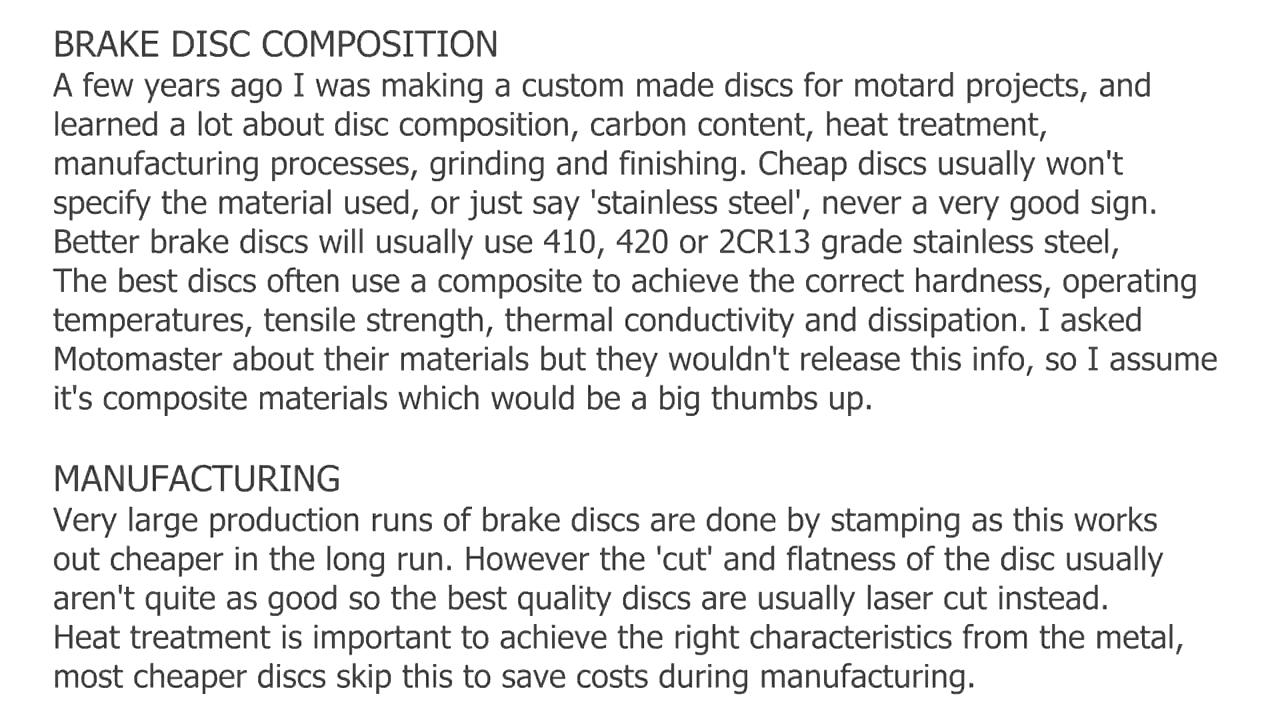 BRAKE DISC COMPOSITION
A few years ago I was making a custom made discs for motard projects, and
learned a lot about disc composition, carbon content, heat treatment,
manufacturing processes, grinding and finishing. Cheap discs usually won't
specify the material used, or just say 'stainless steel', never a very good sign.
Better brake discs will usually use 410, 420 or 2CR13 grade stainless steel,
The best discs often use a composite to achieve the correct hardness, operating
temperatures, tensile strength, thermal conductivity and dissipation. I asked
Motomaster about their materials but they wouldn't release this info, so I assume
it's composite materials which would be a big thumbs up.
MANUFACTURING
Very large production runs of brake discs are done by stamping as this works
out cheaper in the long run. However the 'cut' and flatness of the disc usually
aren't quite as good so the best quality discs are usually laser cut instead.
Heat treatment is important to achieve the right characteristics from the metal,
most cheaper discs skip this to save costs during manufacturing.